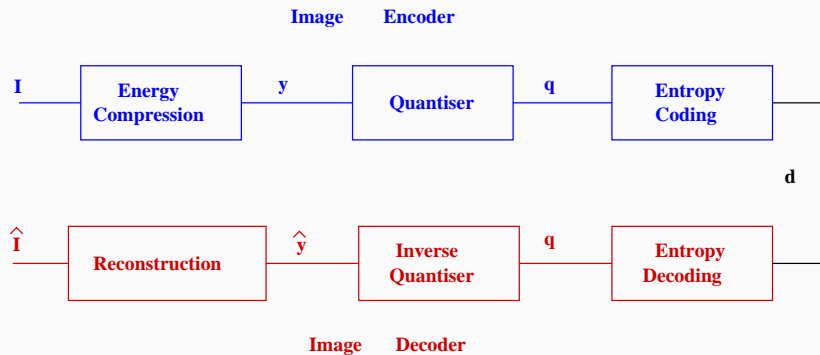 Image Encoder
I
Energy
Compression
y
Quantiser
q
Entropy
Coding
d
Î
Reconstruction
ŷ
Inverse
Quantiser
q
Entropy
Decoding
Image Decoder